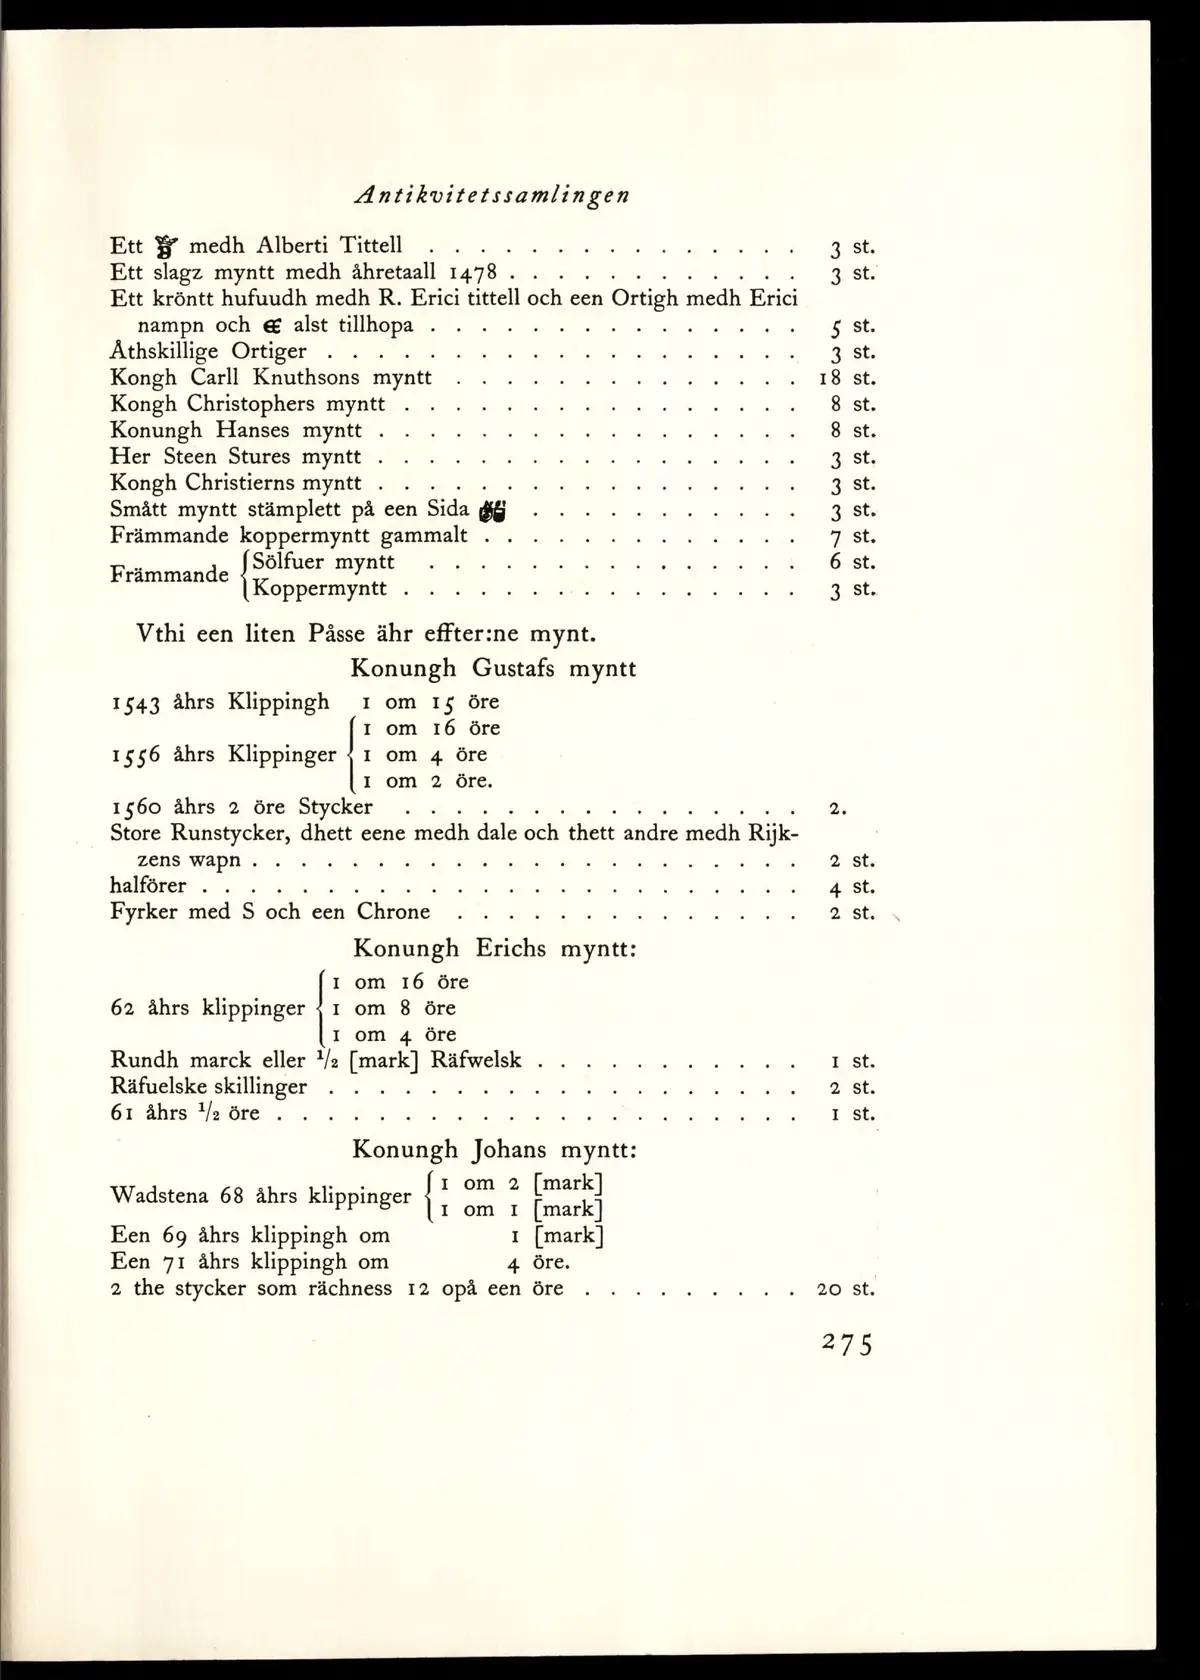 Antikvitetssamlingen
Ett medh Alberti Tittell . . . . . . . . . . . . . . . 3 st.
Ett slagz myntt medh åhretaall 1478 . . . . . . . . . . . . 3 st.
Ett kröntt hufuudh medh R. Erici tittell och een Ortigh medh Erici
nampn och alst tillhopa . . . . . . . . . . . . . . . 5 st.
Åthskillige Ortiger . . . . . . . . . . . . . . . . . . . 3 st.
Kongh Carll Knuthsons myntt . . . . . . . . . . . . . . 18 st.
Kongh Christophers myntt . . . . . . . . . . . . . . . . 8 st.
Konungh Hanses myntt . . . . . . . . . . . . . . . . . 8 st.
Her Steen Stures myntt . . . . . . . . . . . . . . . . . 3 st.
Kongh Christierns myntt . . . . . . . . . . . . . . . . . 3 st.
Smått myntt stämplett på een Sida . . . . . . . . . . . 3 st.
Främmande koppermyntt gammalt . . . . . . . . . . . . . 7 st.
Främmande { Sölfuer myntt . . . . . . . . . . . . . . . 6 st.
Koppermyntt . . . . . . . . . . . . . . . . 3 st.
Vthi een liten Påsse ähr effter:ne mynt.
Konungh Gustafs myntt
1543 åhrs Klippingh 1 om 15 öre
1 om 16 öre
1556 åhrs Klippinger { 1 om 4 öre
1 om 2 öre.
1560 åhrs 2 öre Stycker . . . . . . . . . . . . . . . . 2.
Store Runstycker, dhett eene medh dale och thett andre medh Rijk-
zens wapn . . . . . . . . . . . . . . . . . . . . . . 2 st.
halförer . . . . . . . . . . . . . . . . . . . . . . . . 4 st.
Fyrker med S och een Chrone . . . . . . . . . . . . . . 2 st.
Konungh Erichs myntt:
1 om 16 öre
62 åhrs klippinger { 1 om 8 öre
1 om 4 öre
Rundh marck eller 1/2 [mark] Räfwelsk . . . . . . . . . . . 1 st.
Räfuelske skillinger . . . . . . . . . . . . . . . . . . . 2 st.
61 åhrs 1/2 öre . . . . . . . . . . . . . . . . . . . . . 1 st.
Konungh Johans myntt:
Wadstena 68 åhrs klippinger { 1 om 2 [mark]
1 om 1 [mark]
Een 69 åhrs klippingh om 1 [mark]
Een 71 åhrs klippingh om 4 öre.
2 the stycker som rächness 12 opå een öre . . . . . . . . . 20 st.
275